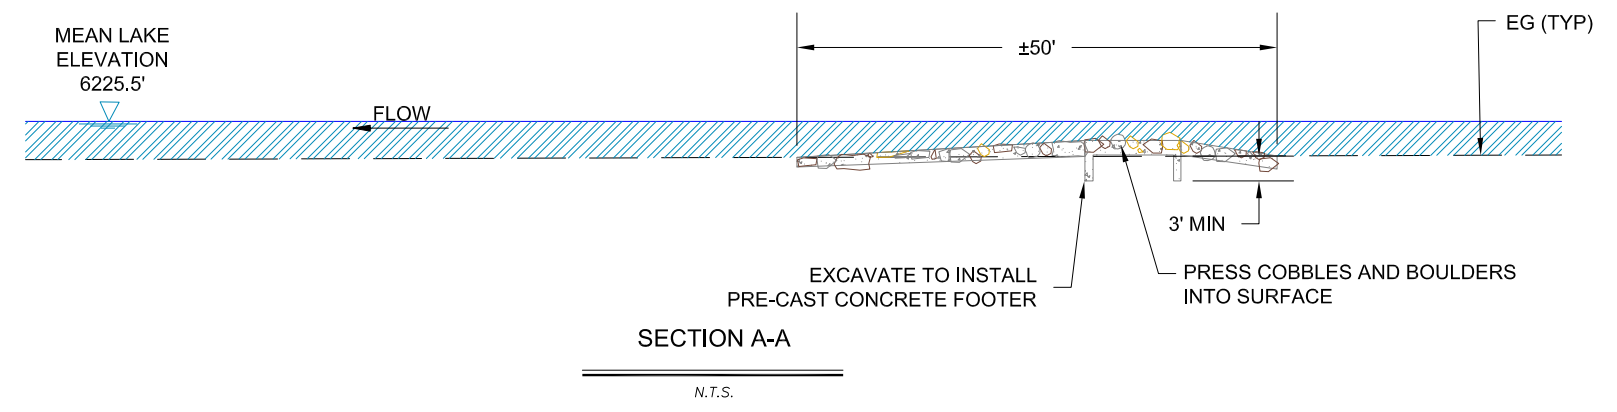 MEAN LAKE
ELEVATION
6225.5'
FLOW
±50'
EG (TYP)
3' MIN
EXCAVATE TO INSTALL
PRE-CAST CONCRETE FOOTER
PRESS COBBLES AND BOULDERS
INTO SURFACE
SECTION A-A
N.T.S.